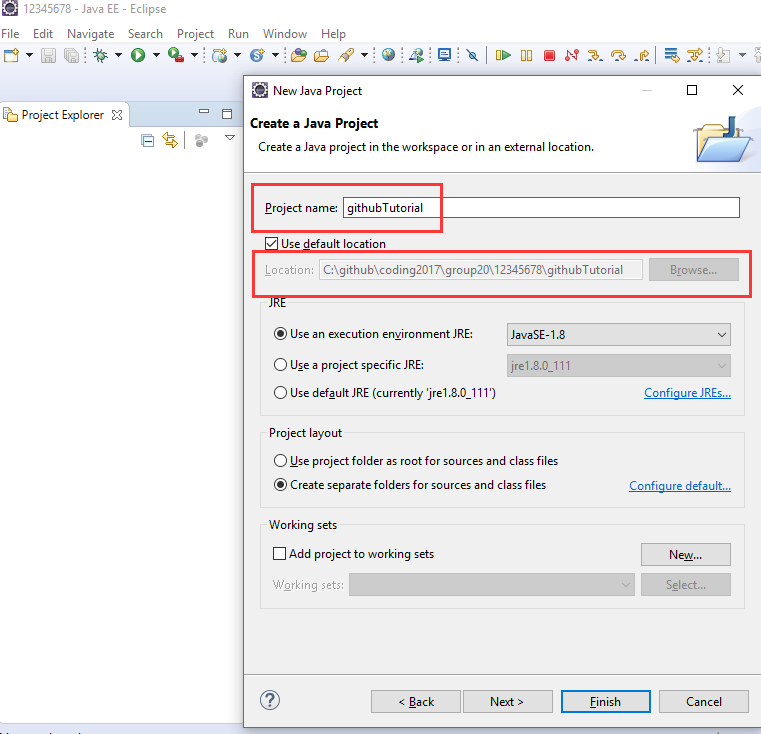 12345678 - Java EE - Eclipse
File Edit Navigate Search Project Run Window Help
Project Explorer
New Java Project
Create a Java Project
Create a Java project in the workspace or in an external location.
Project name: githubTutorial
Use default location
Location: C:\github\coding2017\group20\12345678\githubTutorial Browse...
JRE
Use an execution environment JRE: JavaSE-1.8
Use a project specific JRE: jre1.8.0_111
Use default JRE (currently 'jre1.8.0_111') Configure JREs...
Project layout
Use project folder as root for sources and class files
Create separate folders for sources and class files Configure default...
Working sets
Add project to working sets New...
Working sets: Select...
? < Back Next > Finish Cancel